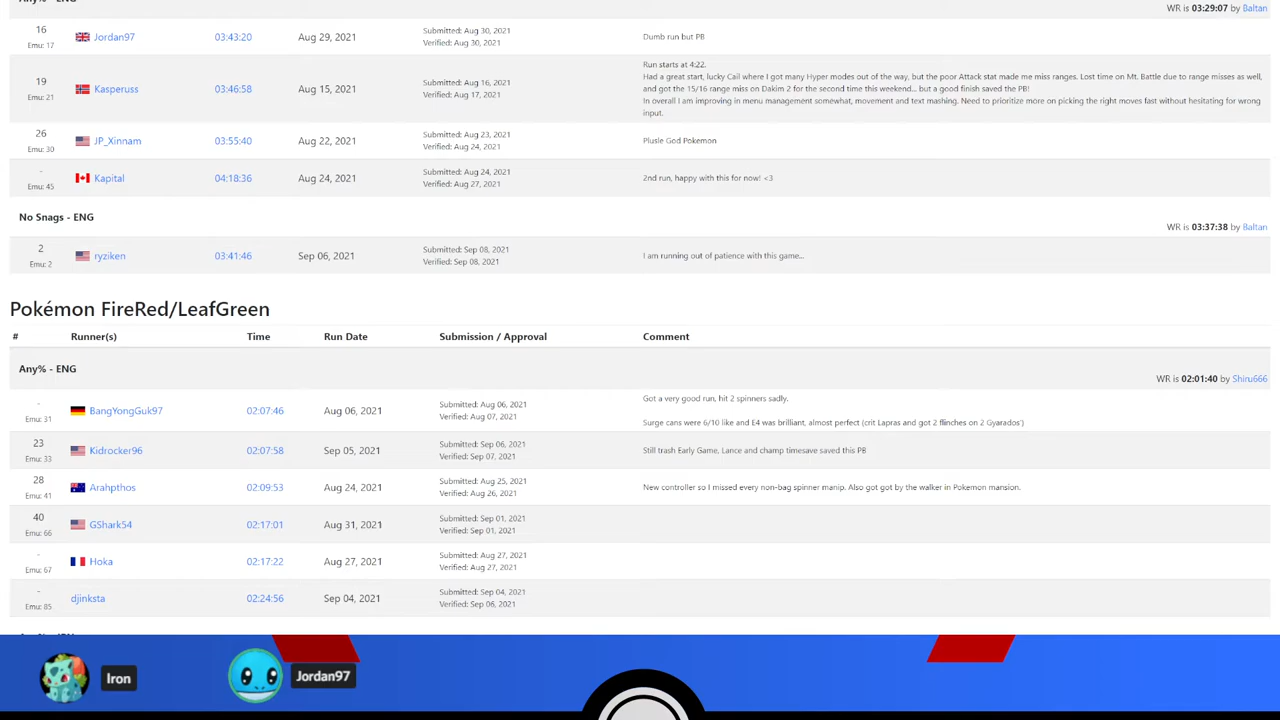 Any% - ENG
WR is 03:29:07 by Baltan
16
Emu: 17
Jordan97
03:43:20
Aug 29, 2021
Submitted: Aug 30, 2021
Verified: Aug 30, 2021
Dumb run but PB
19
Emu: 21
Kasperuss
03:46:58
Aug 15, 2021
Submitted: Aug 16, 2021
Verified: Aug 17, 2021
Run starts at 4:22.
Had a great start, lucky Cail where I got many Hyper modes out of the way, but the poor Attack stat made me miss ranges. Lost time on Mt. Battle due to range misses as well,
and got the 15/16 range miss on Dakim 2 for the second time this weekend... but a good finish saved the PB!
In overall I am improving in menu management somewhat, movement and text mashing. Need to prioritize more on picking the right moves fast without hesitating for wrong
input.
26
Emu: 30
JP_Xinnam
03:55:40
Aug 22, 2021
Submitted: Aug 23, 2021
Verified: Aug 24, 2021
Plusle God Pokemon
-
Emu: 45
Kapital
04:18:36
Aug 24, 2021
Submitted: Aug 24, 2021
Verified: Aug 27, 2021
2nd run, happy with this for now! <3
No Snags - ENG
WR is 03:37:38 by Baltan
2
Emu: 2
ryziken
03:41:46
Sep 06, 2021
Submitted: Sep 08, 2021
Verified: Sep 08, 2021
I am running out of patience with this game...
Pokémon FireRed/LeafGreen
# Runner(s) Time Run Date Submission / Approval Comment
Any% - ENG
WR is 02:01:40 by Shiru666
-
Emu: 31
BangYongGuk97
02:07:46
Aug 06, 2021
Submitted: Aug 06, 2021
Verified: Aug 07, 2021
Got a very good run, hit 2 spinners sadly.
Surge cans were 6/10 like and E4 was brilliant, almost perfect (crit Lapras and got 2 flinches on 2 Gyarados')
23
Emu: 33
Kidrocker96
02:07:58
Sep 05, 2021
Submitted: Sep 06, 2021
Verified: Sep 07, 2021
Still trash Early Game, Lance and champ timesave saved this PB
28
Emu: 41
Arahpthos
02:09:53
Aug 24, 2021
Submitted: Aug 25, 2021
Verified: Aug 26, 2021
New controller so I missed every non-bag spinner manip. Also got got by the walker in Pokemon mansion.
40
Emu: 66
GShark54
02:17:01
Aug 31, 2021
Submitted: Sep 01, 2021
Verified: Sep 01, 2021
-
Emu: 67
Hoka
02:17:22
Aug 27, 2021
Submitted: Aug 27, 2021
Verified: Aug 27, 2021
-
Emu: 85
djinksta
02:24:56
Sep 04, 2021
Submitted: Sep 04, 2021
Verified: Sep 06, 2021
Iron
Jordan97